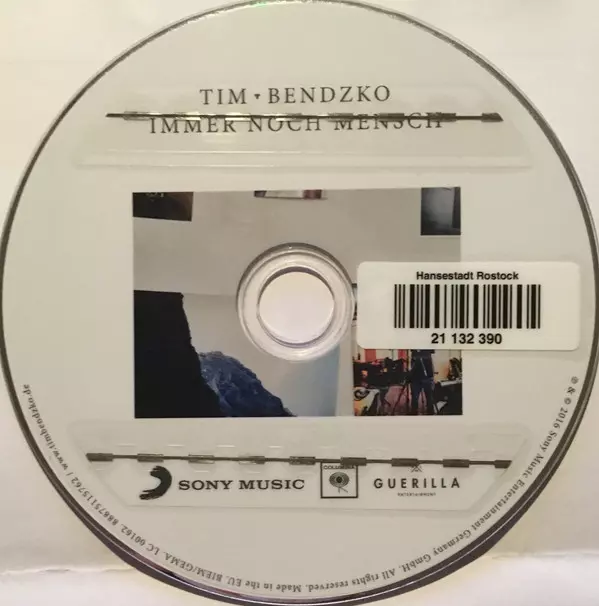 TIM ▾ BENDZKO
IMMER NOCH MENSCH
Hansestadt Rostock
21 132 390
SONY MUSIC
COLUMBIA
GUERILLA
ENTERTAINMENT
℗ & © 2016 Sony Music Entertainment Germany GmbH. All rights reserved. Made in the EU. BIEM/GEMA. LC 00162. 88875115762 | www.timbendzko.de